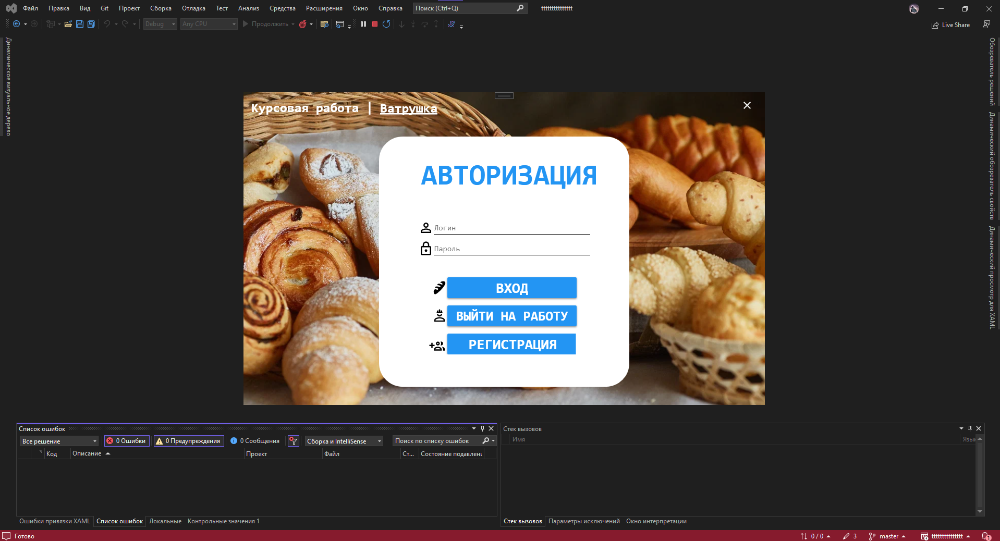 Файл Правка Вид Git Проект Сборка Отладка Тест Анализ Средства Расширения Окно Справка Поиск (Ctrl+Q) ttttttttttttttt
Debug Any CPU Продолжить Live Share
Динамическое визуальное дерево
Обозреватель решений
Динамический обозреватель свойств
Динамический просмотр для XAML
Курсовая работа | Ватрушка
АВТОРИЗАЦИЯ
Логин
Пароль
ВХОД
ВЫЙТИ НА РАБОТУ
РЕГИСТРАЦИЯ
Список ошибок
Все решение 0 Ошибки 0 Предупреждения 0 Сообщения Сборка и IntelliSense Поиск по списку ошибок
Код Описание Проект Файл Ст... Состояние подавлени
Ошибки привязки XAML Список ошибок Локальные Контрольные значения 1
Стек вызовов
Имя Язык
Стек вызовов Параметры исключений Окно интерпретации
Готово 0 / 0 3 master ttttttttttttttt 1